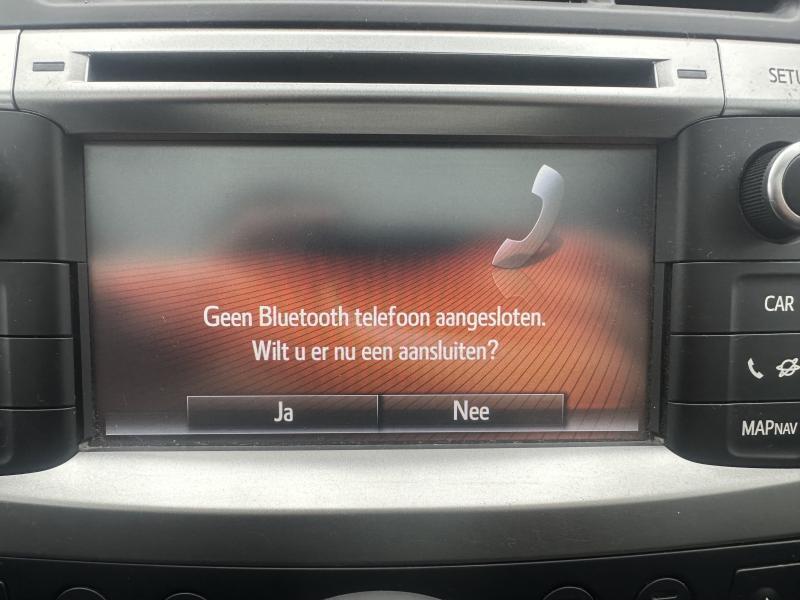 SETU
Geen Bluetooth telefoon aangesloten.
Wilt u er nu een aansluiten?
Ja
Nee
CAR
MAPNAV